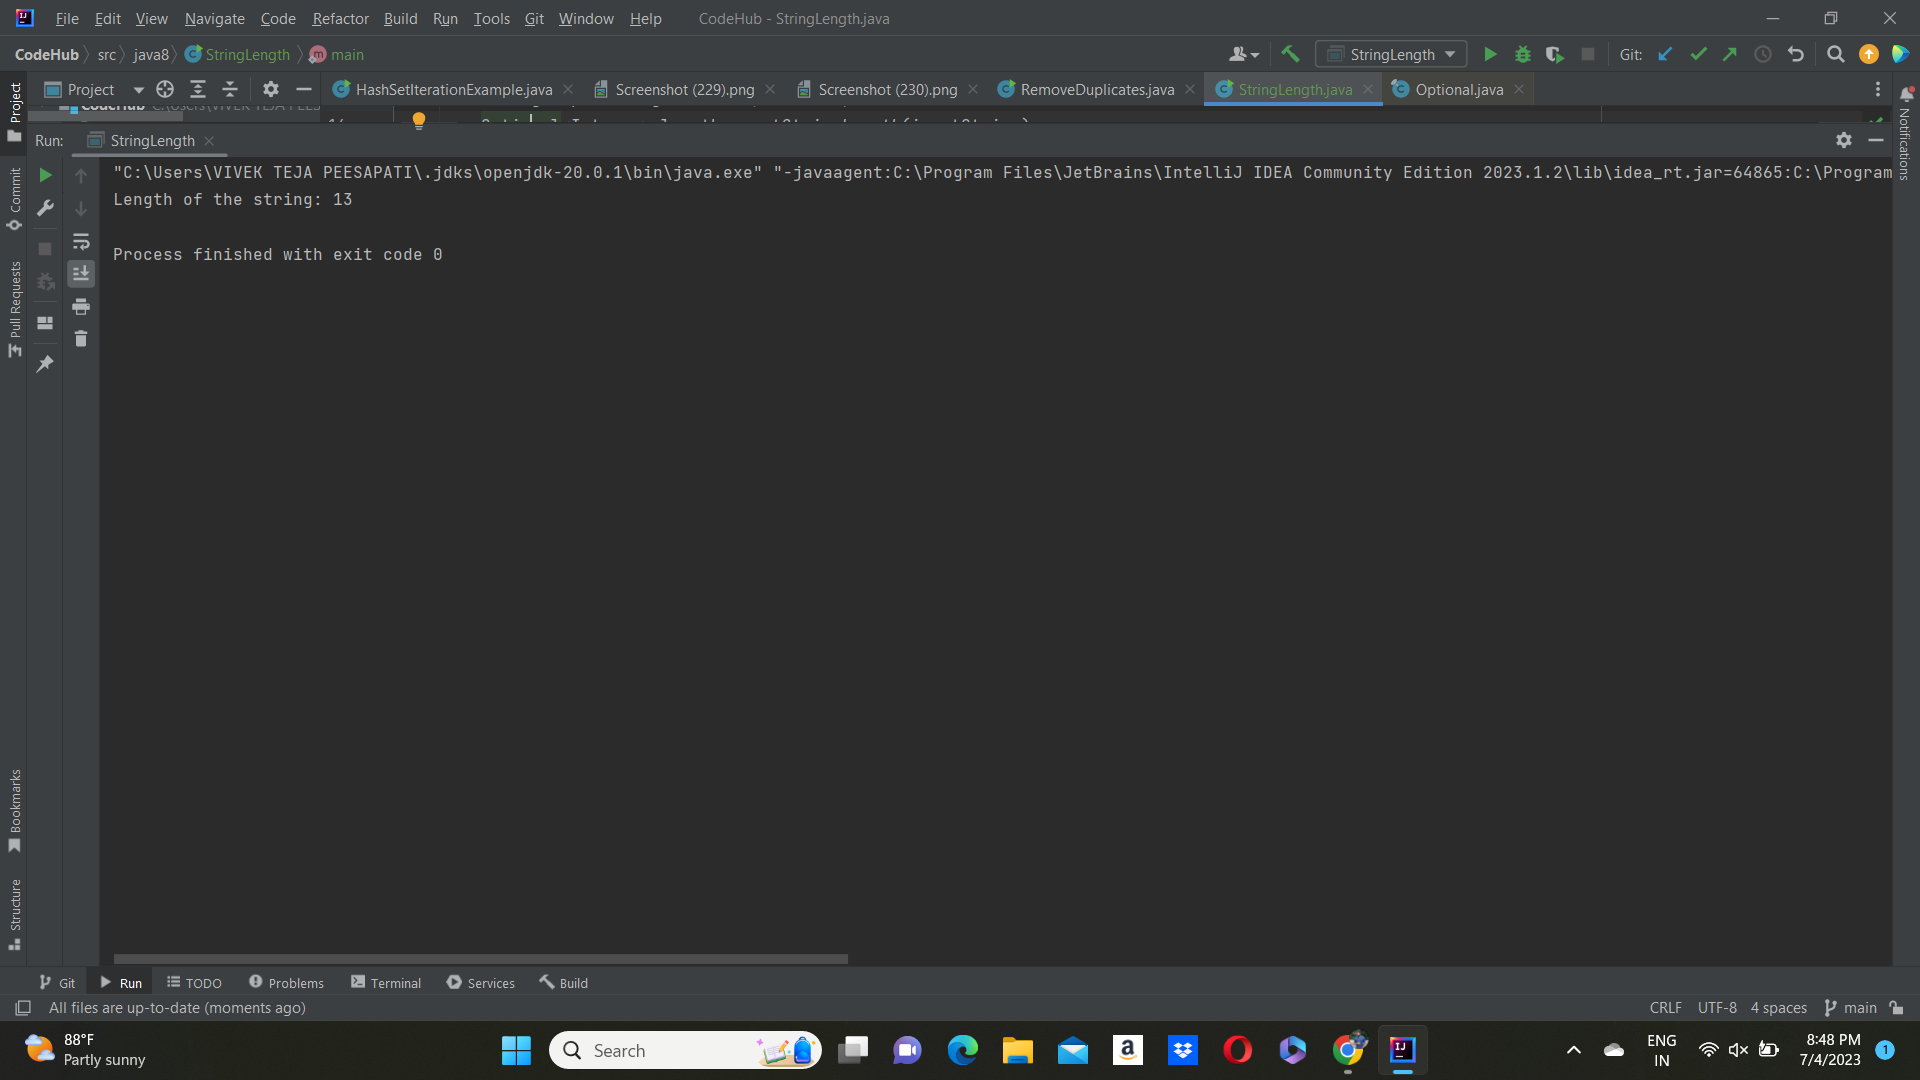 File Edit View Navigate Code Refactor Build Run Tools Git Window Help CodeHub - StringLength.java
CodeHub src java8 StringLength main StringLength Git:
Project HashSetIterationExample.java Screenshot (229).png Screenshot (230).png RemoveDuplicates.java StringLength.java Optional.java
Run: StringLength
"C:\Users\VIVEK TEJA PEESAPATI\.jdks\openjdk-20.0.1\bin\java.exe" "-javaagent:C:\Program Files\JetBrains\IntelliJ IDEA Community Edition 2023.1.2\lib\idea_rt.jar=64865:C:\Program
Length of the string: 13
Process finished with exit code 0
Project
Commit
Pull Requests
Bookmarks
Structure
Notifications
Git Run TODO Problems Terminal Services Build
All files are up-to-date (moments ago) CRLF UTF-8 4 spaces main
88°F
Partly sunny
Search
ENG
IN
8:48 PM
7/4/2023
1